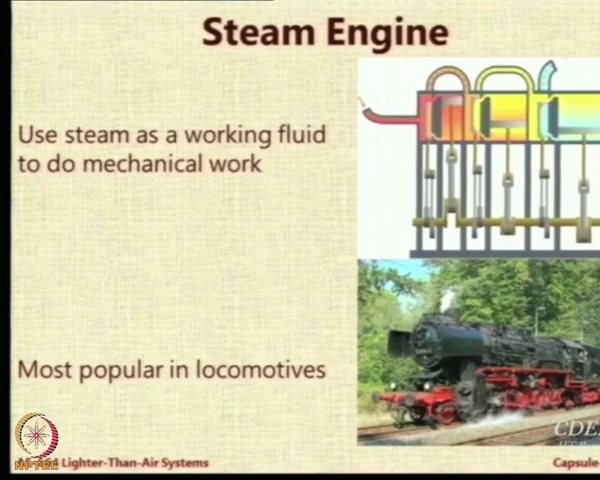 Steam Engine
Use steam as a working fluid
to do mechanical work
Most popular in locomotives
NPTEL
Lighter-Than-Air Systems
Capsule-